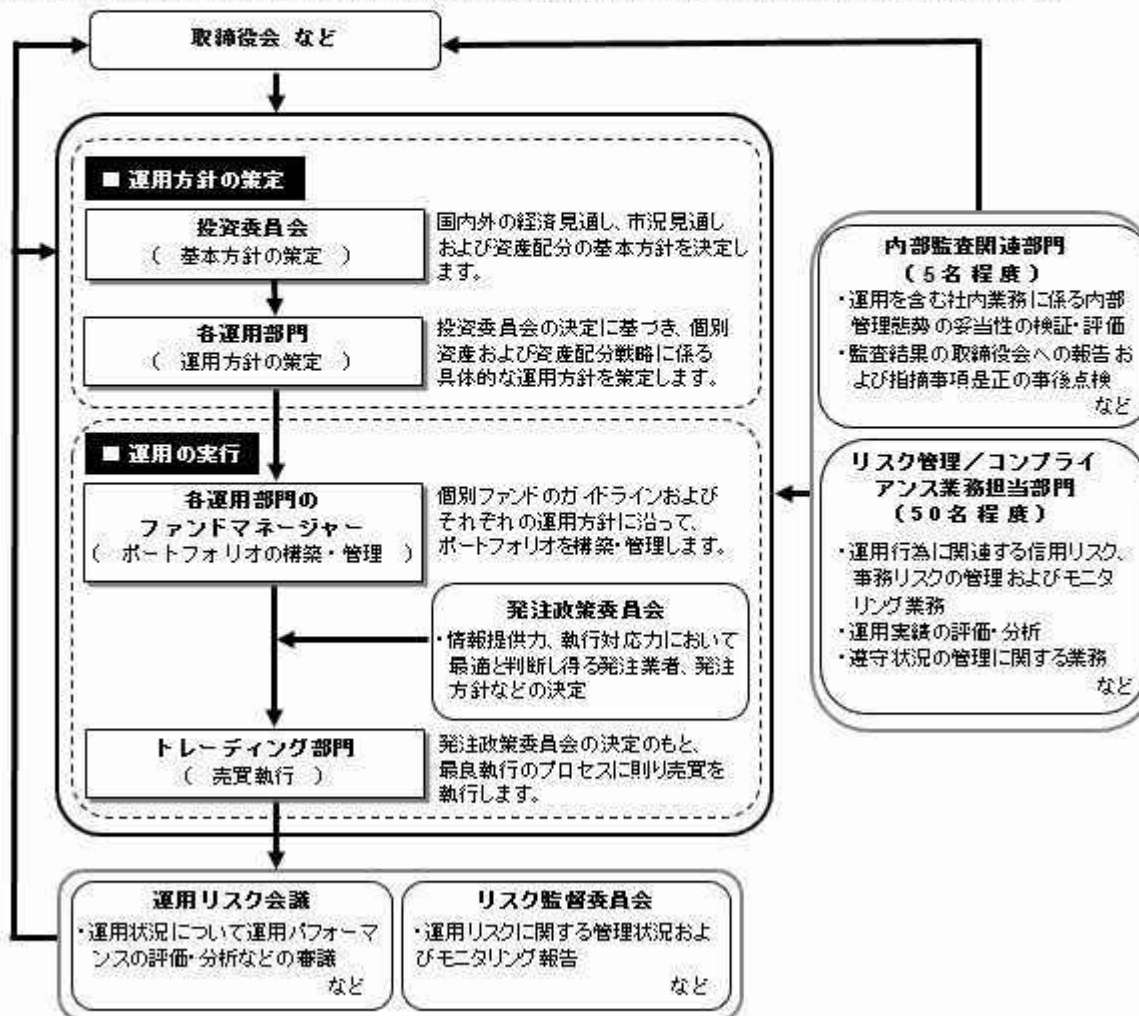 取締役会 など
■ 運用方針の策定
投資委員会
( 基本方針の策定 )
国内外の経済見通し、市況見通し
および資産配分の基本方針を決定し
ます。
各運用部門
( 運用方針の策定 )
投資委員会の決定に基づき、個別
資産および資産配分戦略に係る
具体的な運用方針を策定します。
■ 運用の実行
各運用部門の
ファンドマネージャー
( ポートフォリオの構築・管理 )
個別ファンドのガイドラインおよび
それぞれの運用方針に沿って、
ポートフォリオを構築・管理します。
発注政策委員会
・情報提供力、執行対応力において
最適と判断し得る発注業者、発注
方針などの決定
トレーディング部門
( 売買執行 )
発注政策委員会の決定のもと、
最良執行のプロセスに則り売買を
執行します。
内部監査関連部門
(5名程度)
・運用を含む社内業務に係る内部
管理態勢の妥当性の検証・評価
・監査結果の取締役会への報告お
よび指摘事項是正の事後点検
など
リスク管理/コンプライ
アンス業務担当部門
(50名程度)
・運用行為に関連する信用リスク、
事務リスクの管理およびモニタ
リング業務
・運用実績の評価・分析
・遵守状況の管理に関する業務
など
運用リスク会議
・運用状況について運用パフォーマ
ンスの評価・分析などの審議
など
リスク監督委員会
・運用リスクに関する管理状況およ
びモニタリング報告
など